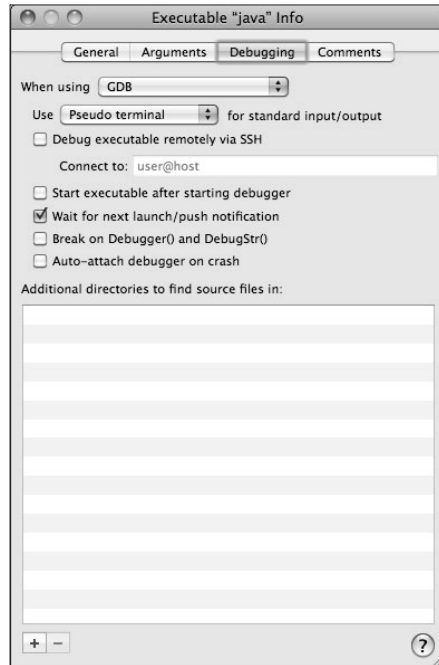 Executable “java” Info
General Arguments Debugging Comments
When using GDB
Use Pseudo terminal for standard input/output
Debug executable remotely via SSH
Connect to: user@host
Start executable after starting debugger
Wait for next launch/push notification
Break on Debugger() and DebugStr()
Auto-attach debugger on crash
Additional directories to find source files in:
+ − ?